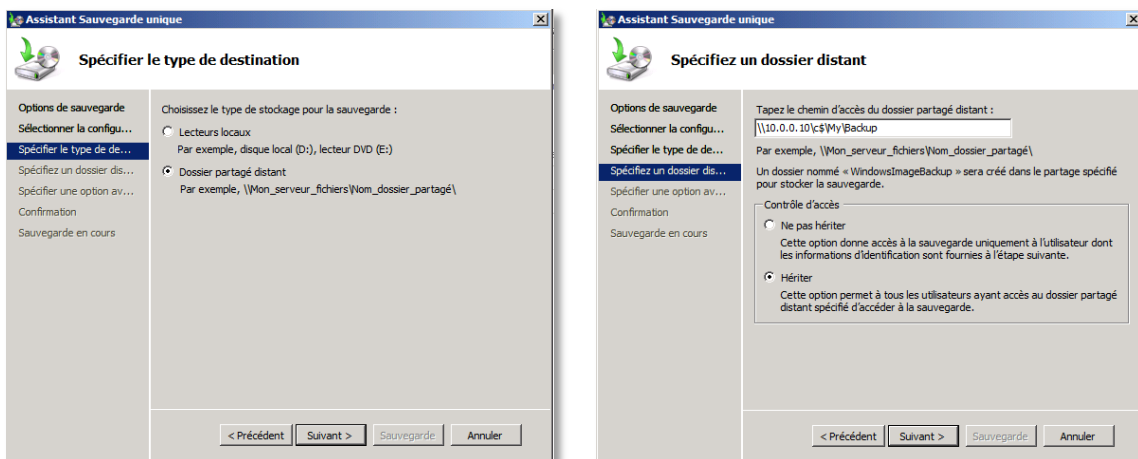 Assistant Sauvegarde unique
Spécifier le type de destination
Options de sauvegarde
Sélectionner la configu...
Spécifier le type de de...
Spécifiez un dossier dis...
Spécifier une option av...
Confirmation
Sauvegarde en cours
Choisissez le type de stockage pour la sauvegarde :
Lecteurs locaux
Par exemple, disque local (D:), lecteur DVD (E:)
Dossier partagé distant
Par exemple, \\Mon_serveur_fichiers\Nom_dossier_partagé\
< Précédent
Suivant >
Sauvegarde
Annuler
Assistant Sauvegarde unique
Spécifiez un dossier distant
Options de sauvegarde
Sélectionner la configu...
Spécifier le type de de...
Spécifiez un dossier dis...
Spécifier une option av...
Confirmation
Sauvegarde en cours
Tapez le chemin d'accès du dossier partagé distant :
\\10.0.0.10\c$\My\Backup
Par exemple, \\Mon_serveur_fichiers\Nom_dossier_partagé\
Un dossier nommé « WindowsImageBackup » sera créé dans le partage spécifié
pour stocker la sauvegarde.
Contrôle d'accès
Ne pas hériter
Cette option donne accès à la sauvegarde uniquement à l'utilisateur dont
les informations d'identification sont fournies à l'étape suivante.
Hériter
Cette option permet à tous les utilisateurs ayant accès au dossier partagé
distant spécifié d'accéder à la sauvegarde.
< Précédent
Suivant >
Sauvegarde
Annuler